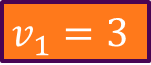 v₁ = 3